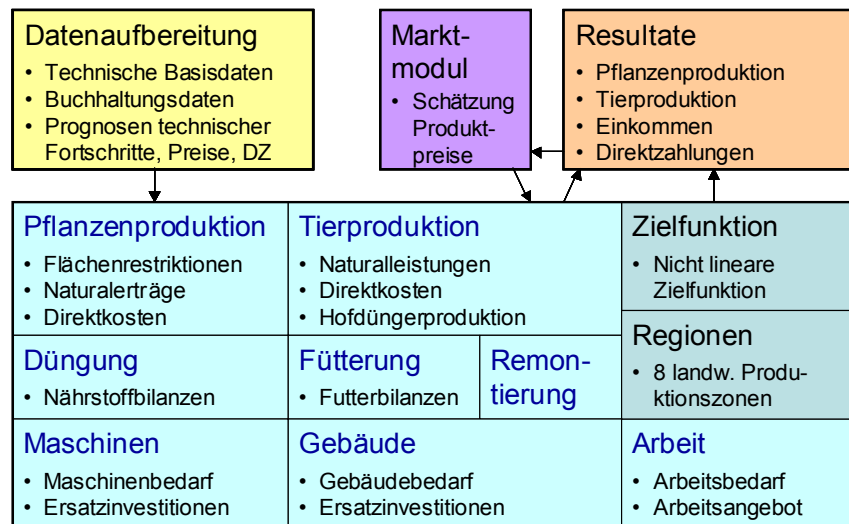 Datenaufbereitung
• Technische Basisdaten
• Buchhaltungsdaten
• Prognosen technischer
Fortschritte, Preise, DZ
Markt-
modul
• Schätzung
Produkt-
preise
Resultate
• Pflanzenproduktion
• Tierproduktion
• Einkommen
• Direktzahlungen
Pflanzenproduktion
• Flächenrestriktionen
• Naturalerträge
• Direktkosten
Tierproduktion
• Naturalleistungen
• Direktkosten
• Hofdüngerproduktion
Zielfunktion
• Nicht lineare
Zielfunktion
Regionen
• 8 landw. Produ-
ktionszonen
Düngung
• Nährstoffbilanzen
Fütterung
• Futterbilanzen
Remon-
tierung
Maschinen
• Maschinenbedarf
• Ersatzinvestitionen
Gebäude
• Gebäudebedarf
• Ersatzinvestitionen
Arbeit
• Arbeitsbedarf
• Arbeitsangebot